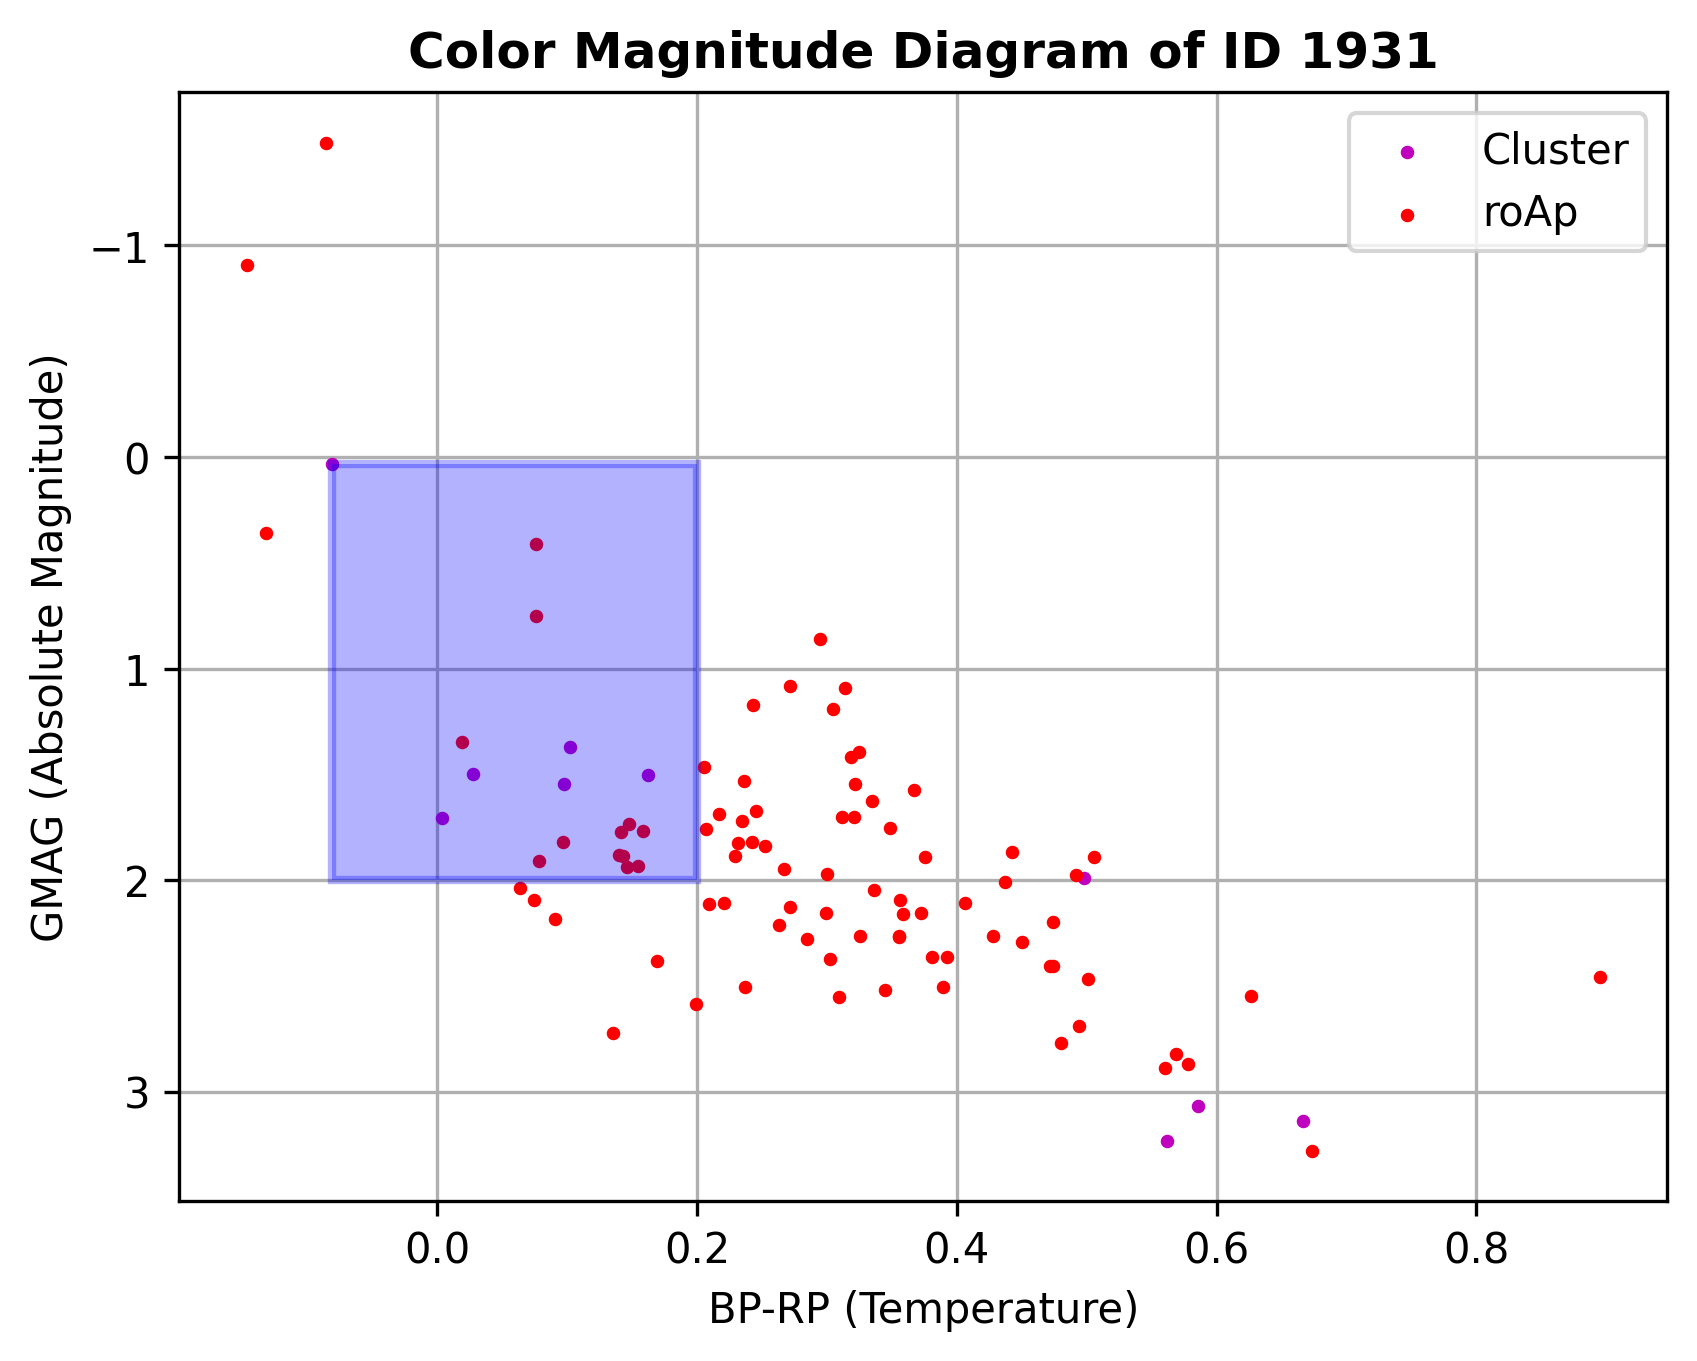 Color Magnitude Diagram of ID 1931
Cluster
roAp
GMAG (Absolute Magnitude)
−1
0
1
2
3
0.0 0.2 0.4 0.6 0.8
BP-RP (Temperature)